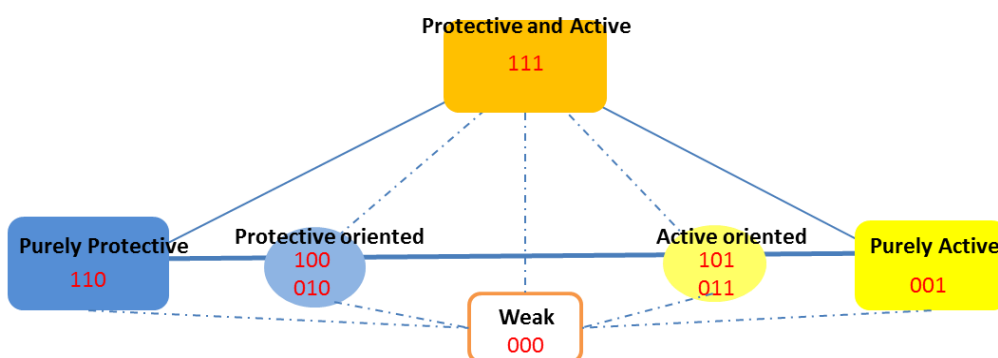 Protective and Active
111
Purely Protective
110
Protective oriented
100
010
Active oriented
101
011
Purely Active
001
Weak
000